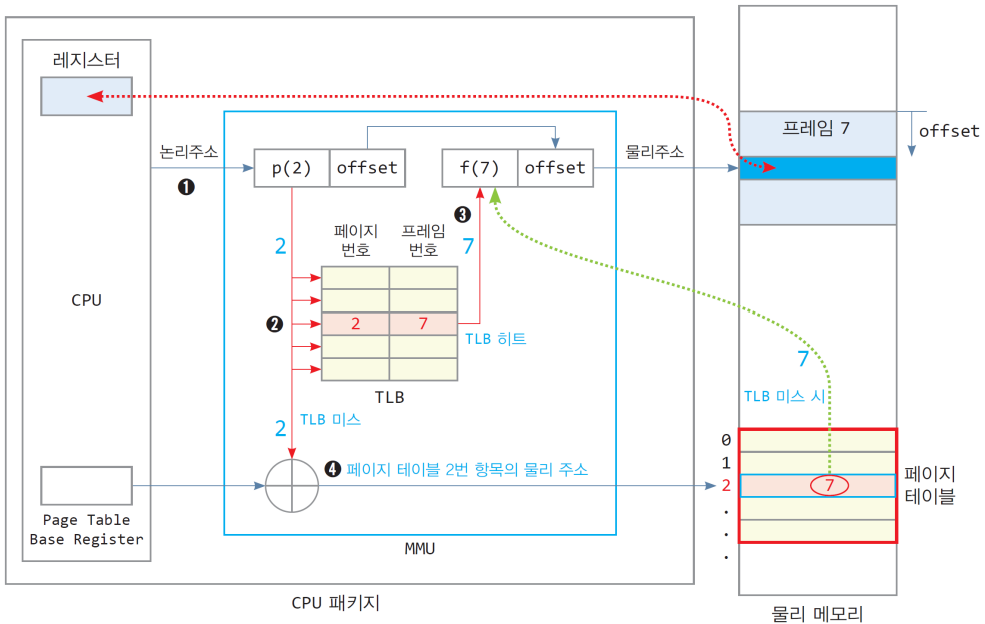 레지스터
프레임 7
offset
논리주소
❶
p(2)
offset
f(7)
offset
물리주소
❸
2
페이지
번호
프레임
번호
7
CPU
❷
2
7
TLB 히트
TLB
7
TLB 미스 시
2
TLB 미스
0
1
2
.
.
.
❹ 페이지 테이블 2번 항목의 물리 주소
7
페이지
테이블
Page Table
Base Register
MMU
CPU 패키지
물리 메모리